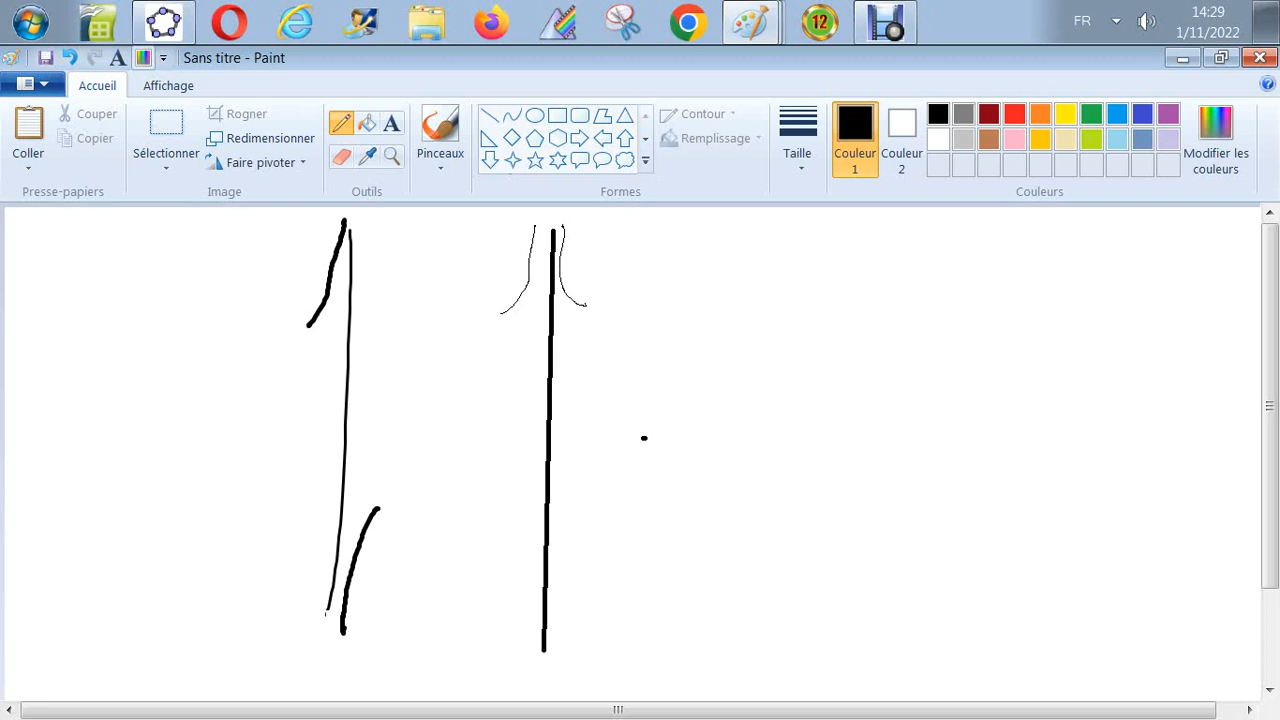 12
FR
14:29
1/11/2022
Sans titre - Paint
Accueil
Affichage
Coller
Couper
Copier
Presse-papiers
Sélectionner
Rogner
Redimensionner
Faire pivoter
Image
A
Outils
Pinceaux
Contour
Remplissage
Formes
Taille
Couleur
1
Couleur
2
Modifier les
couleurs
Couleurs